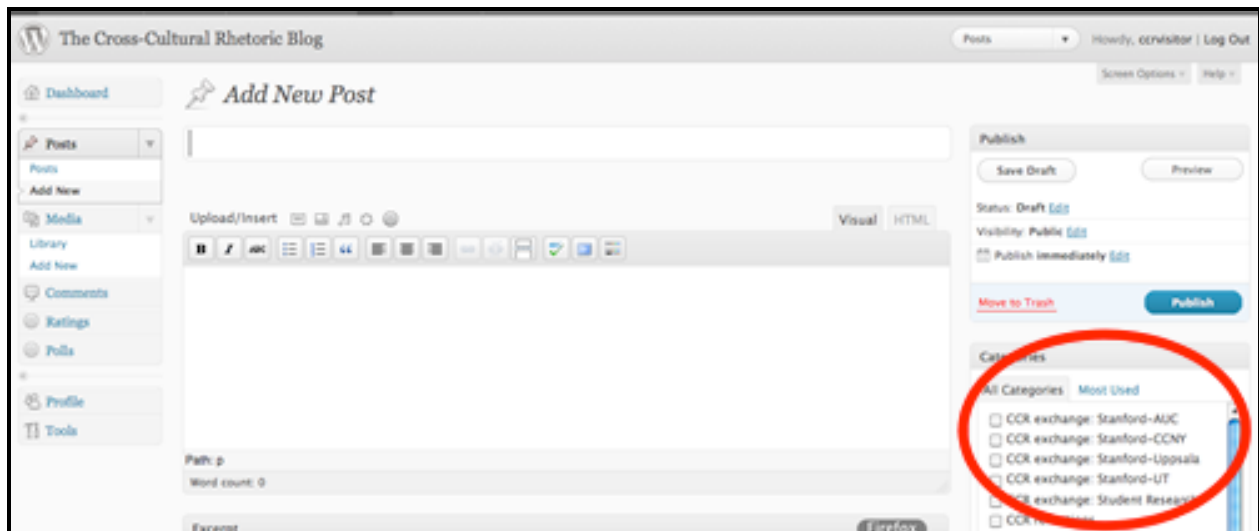 The Cross-Cultural Rhetoric Blog
Posts
Howdy, ccrvisitor | Log Out
Screen Options
Help
Dashboard
Add New Post
Posts
Posts
Add New
Media
Library
Add New
Comments
Ratings
Polls
Profile
Tools
Upload/Insert
Visual
HTML
B I ABC
Path: p
Word count: 0
Excerpt
Firefox
Publish
Save Draft
Preview
Status: Draft Edit
Visibility: Public Edit
Publish immediately Edit
Move to Trash
Publish
Categories
All Categories
Most Used
CCR exchange: Stanford-AUC
CCR exchange: Stanford-CCNY
CCR exchange: Stanford-Uppsala
CCR exchange: Stanford-UT
CCR exchange: Student Research
CCR